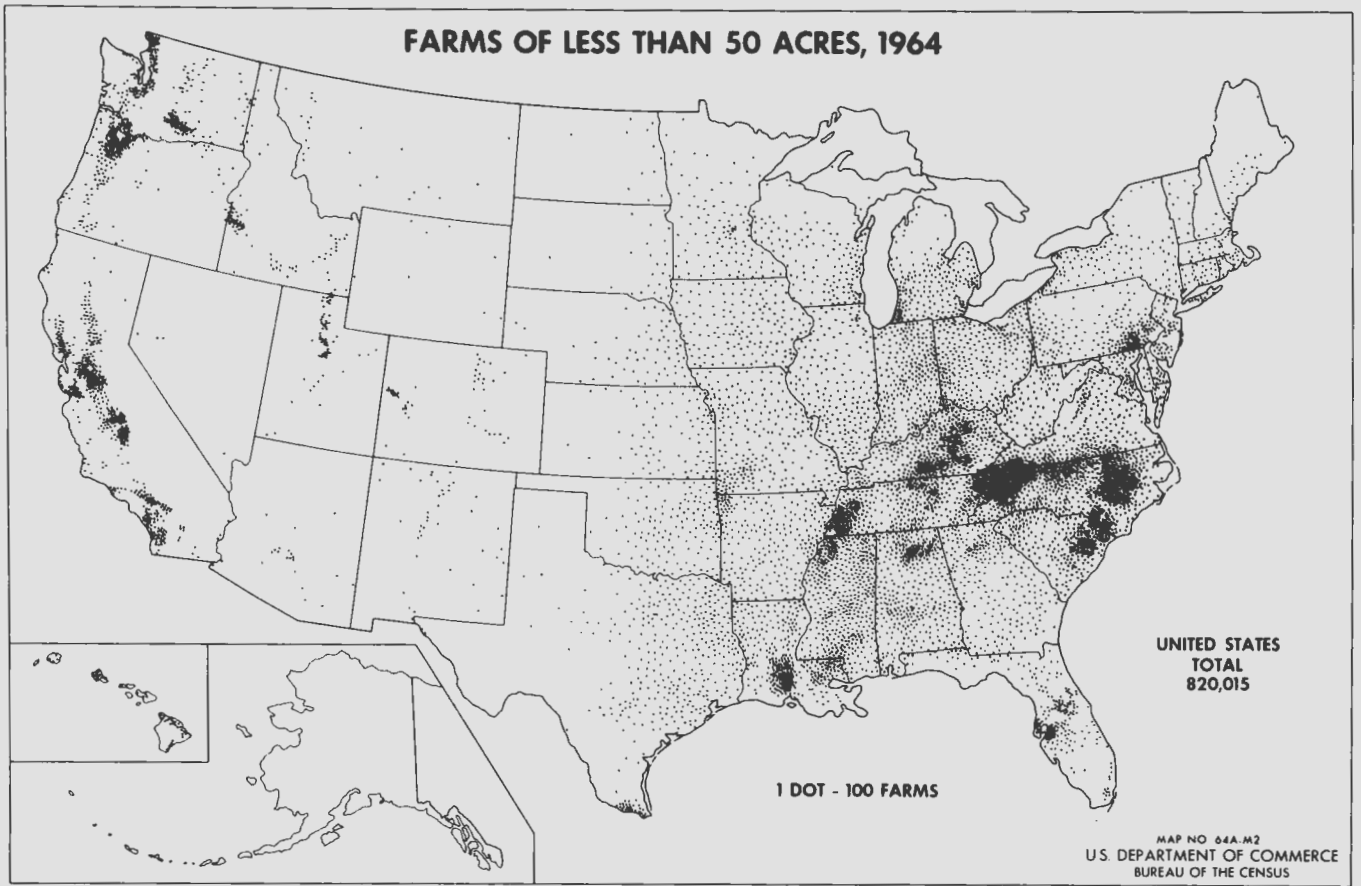 FARMS OF LESS THAN 50 ACRES, 1964
UNITED STATES
TOTAL
820,015
1 DOT - 100 FARMS
MAP NO 64A-M2
U.S. DEPARTMENT OF COMMERCE
BUREAU OF THE CENSUS